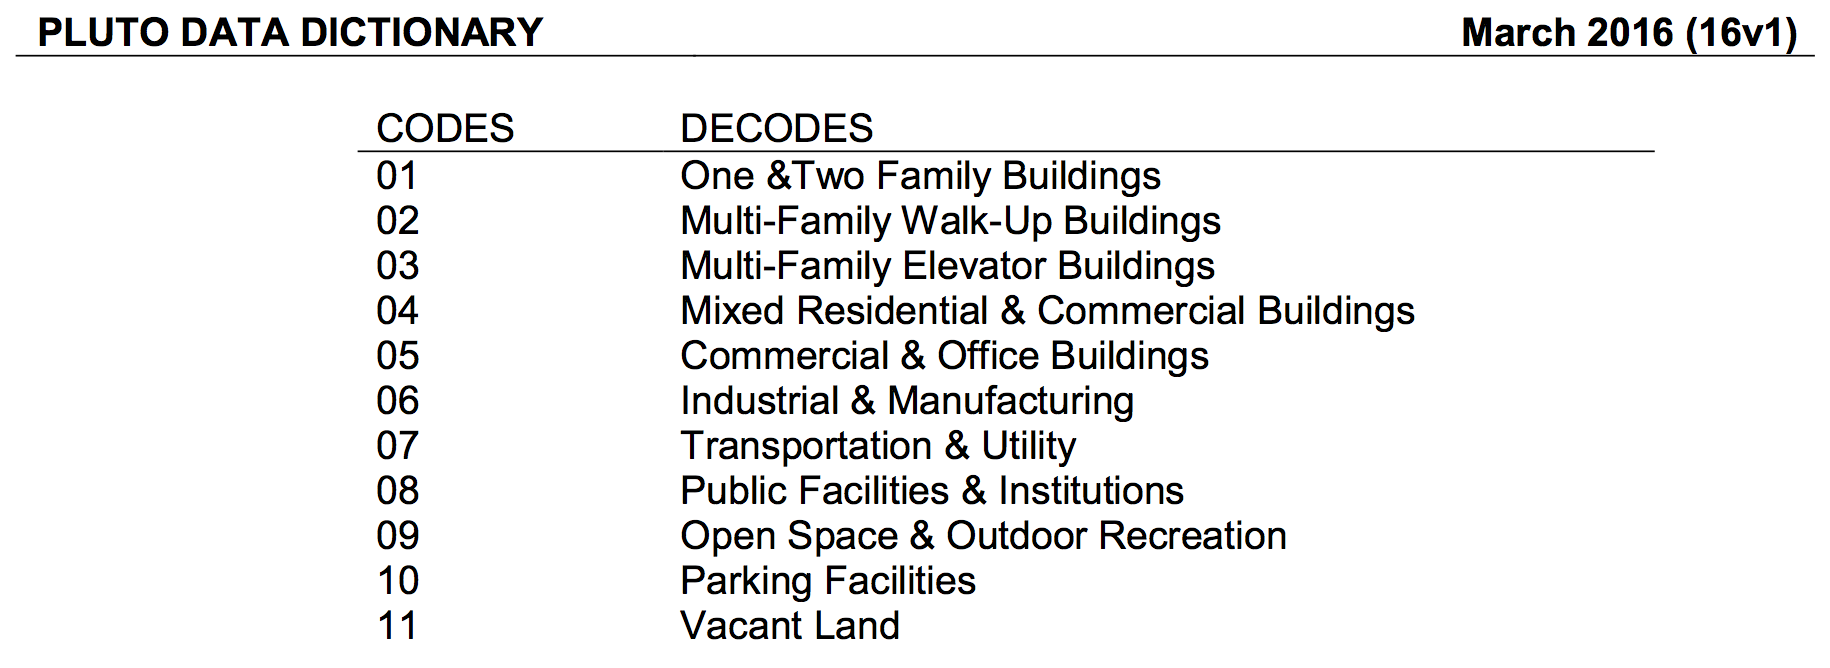 PLUTO DATA DICTIONARY March 2016 (16v1)
CODES DECODES
01 One &Two Family Buildings
02 Multi-Family Walk-Up Buildings
03 Multi-Family Elevator Buildings
04 Mixed Residential & Commercial Buildings
05 Commercial & Office Buildings
06 Industrial & Manufacturing
07 Transportation & Utility
08 Public Facilities & Institutions
09 Open Space & Outdoor Recreation
10 Parking Facilities
11 Vacant Land